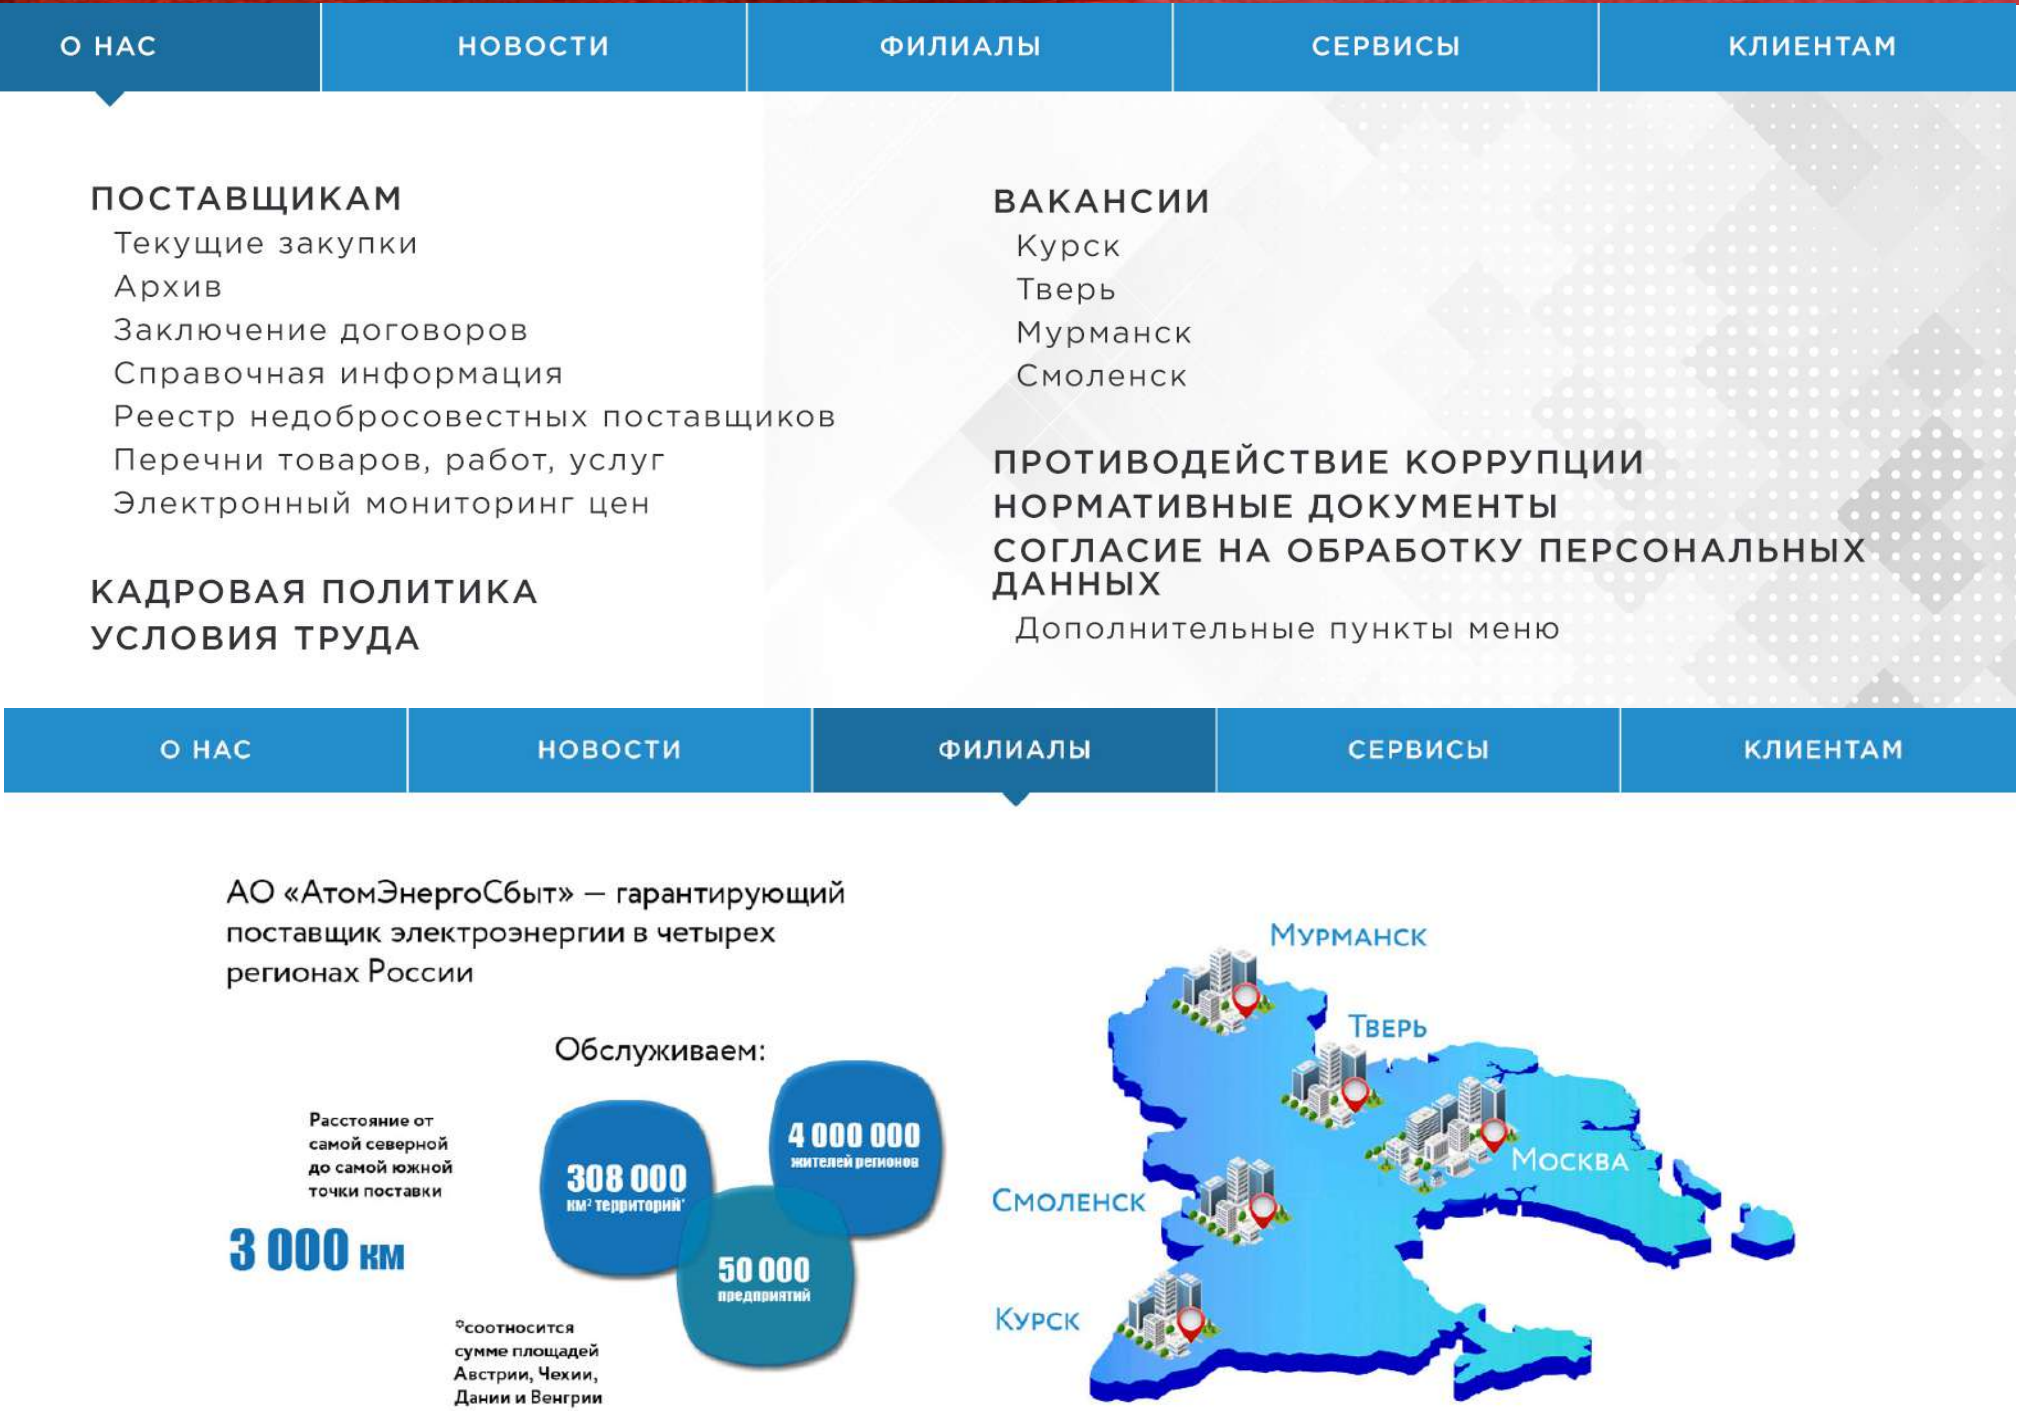 О НАС
НОВОСТИ
ФИЛИАЛЫ
СЕРВИСЫ
КЛИЕНТАМ
ПОСТАВЩИКАМ
Текущие закупки
Архив
Заключение договоров
Справочная информация
Реестр недобросовестных поставщиков
Перечни товаров, работ, услуг
Электронный мониторинг цен
КАДРОВАЯ ПОЛИТИКА
УСЛОВИЯ ТРУДА
ВАКАНСИИ
Курск
Тверь
Мурманск
Смоленск
ПРОТИВОДЕЙСТВИЕ КОРРУПЦИИ
НОРМАТИВНЫЕ ДОКУМЕНТЫ
СОГЛАСИЕ НА ОБРАБОТКУ ПЕРСОНАЛЬНЫХ
ДАННЫХ
Дополнительные пункты меню
О НАС
НОВОСТИ
ФИЛИАЛЫ
СЕРВИСЫ
КЛИЕНТАМ
АО «АтомЭнергоСбыт» — гарантирующий
поставщик электроэнергии в четырех
регионах России
Обслуживаем:
Расстояние от
самой северной
до самой южной
точки поставки
3 000 км
308 000
км² территорий*
4 000 000
жителей регионов
50 000
предприятий
*соотносится
сумме площадей
Австрии, Чехии,
Дании и Венгрии
Мурманск
Тверь
Москва
Смоленск
Курск